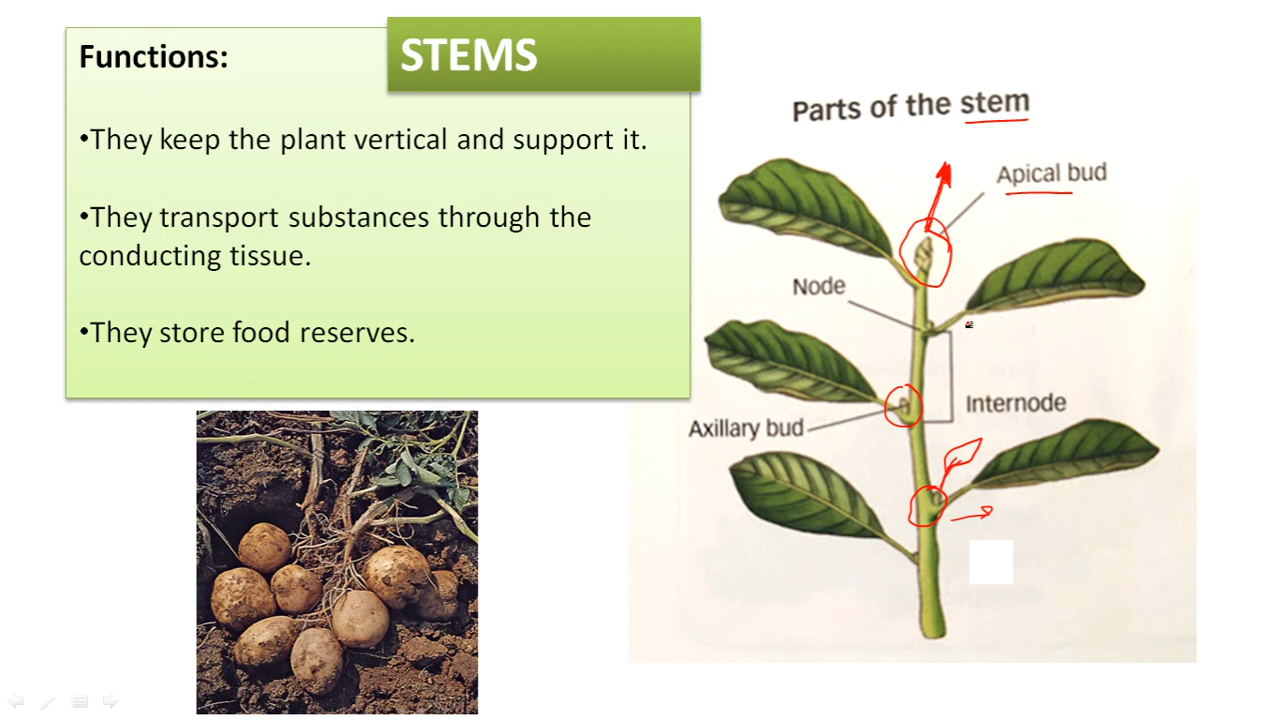 Functions:
STEMS
•They keep the plant vertical and support it.
•They transport substances through the
conducting tissue.
•They store food reserves.
Parts of the stem
Apical bud
Node
Internode
Axillary bud